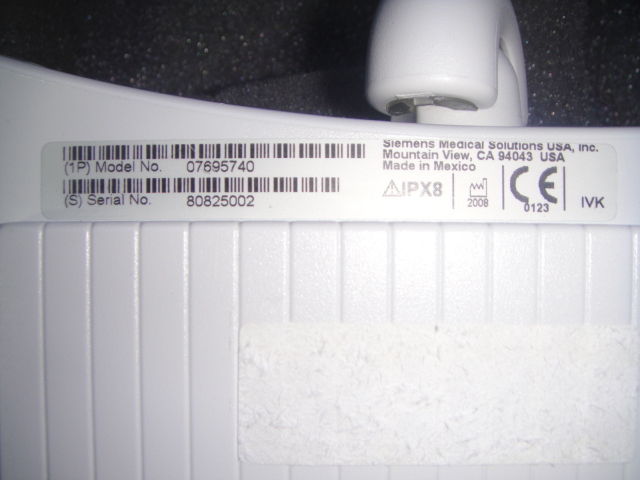 (1P) Model No. 07695740
(S) Serial No. 80825002
Siemens Medical Solutions USA, Inc.
Mountain View, CA 94043 USA
Made in Mexico
IPX8
2008
CE
0123
IVK